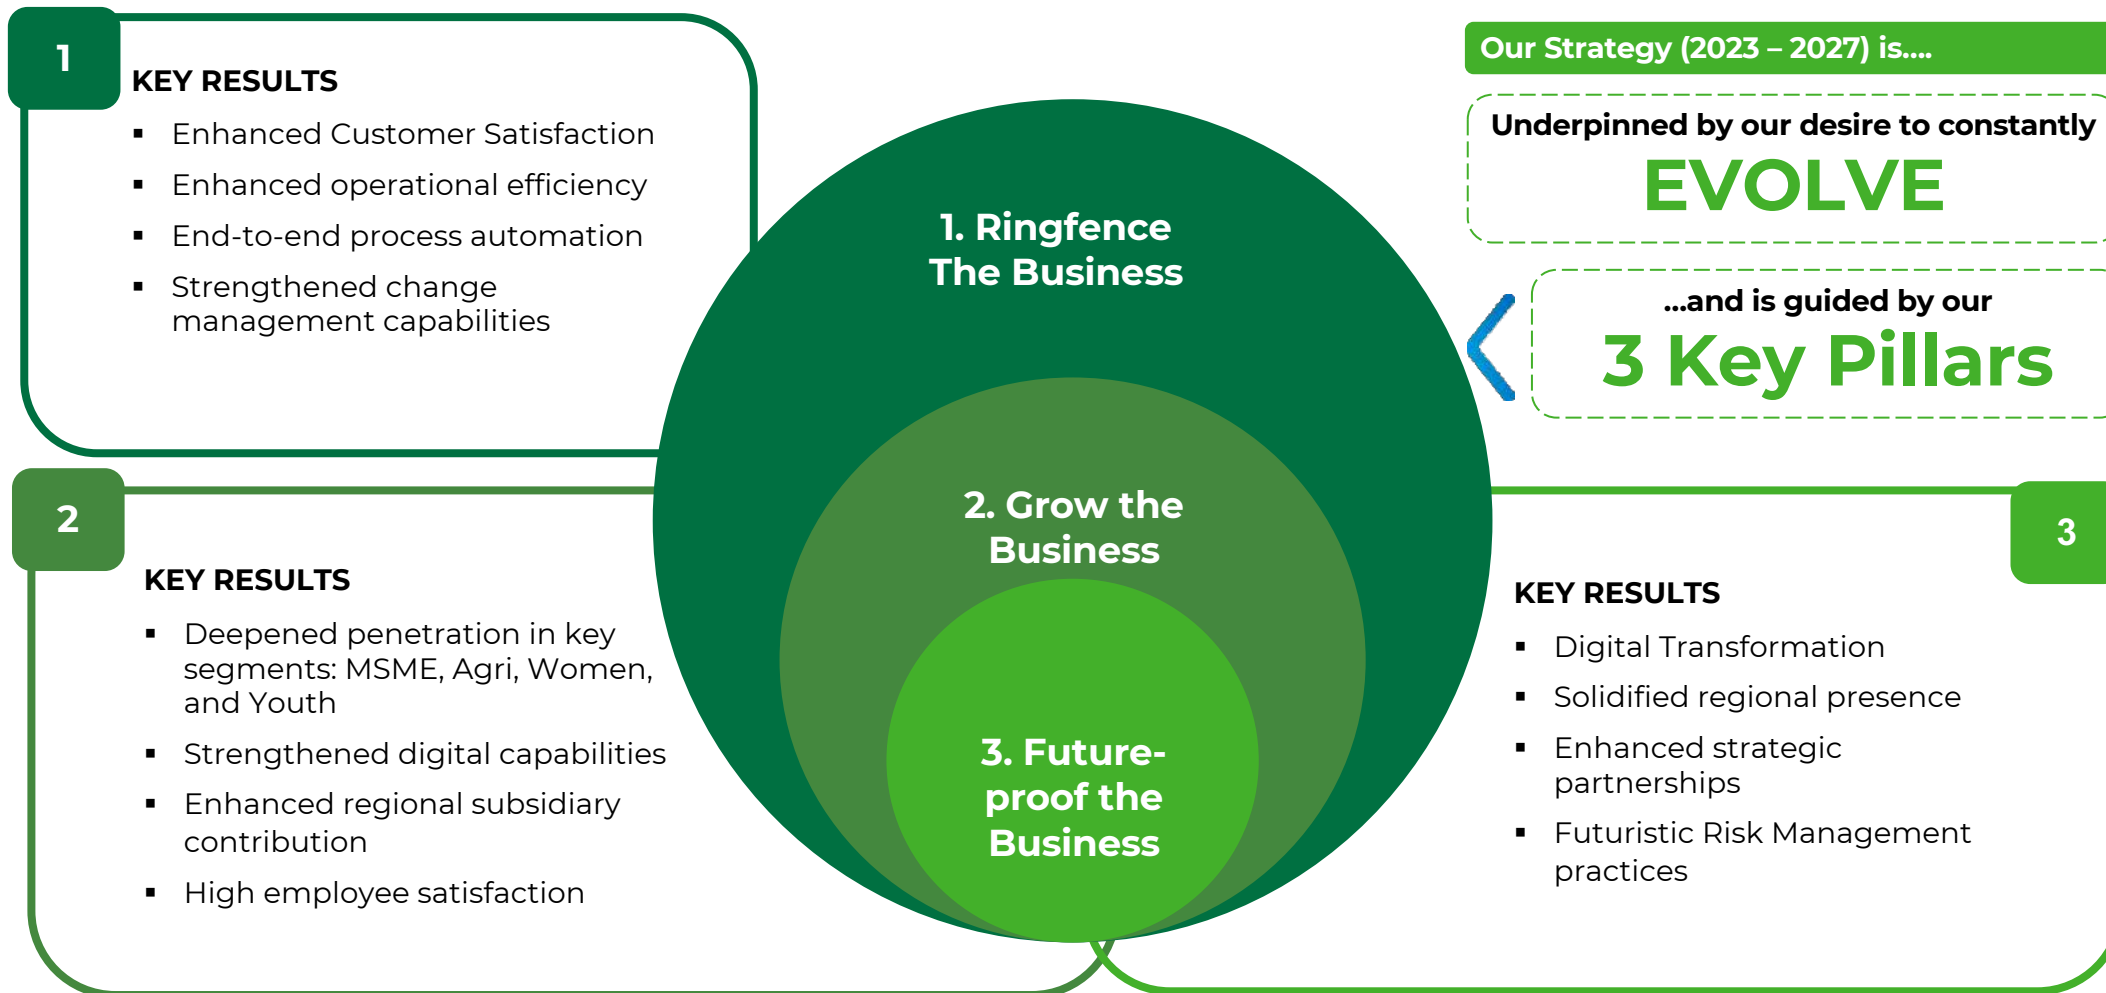 1
KEY RESULTS
▪ Enhanced Customer Satisfaction
▪ Enhanced operational efficiency
▪ End-to-end process automation
▪ Strengthened change
management capabilities
1. Ringfence
The Business
Our Strategy (2023 – 2027) is....
Underpinned by our desire to constantly
EVOLVE
...and is guided by our
3 Key Pillars
2
KEY RESULTS
▪ Deepened penetration in key
segments: MSME, Agri, Women,
and Youth
▪ Strengthened digital capabilities
▪ Enhanced regional subsidiary
contribution
▪ High employee satisfaction
2. Grow the
Business
3. Future-
proof the
Business
3
KEY RESULTS
▪ Digital Transformation
▪ Solidified regional presence
▪ Enhanced strategic
partnerships
▪ Futuristic Risk Management
practices